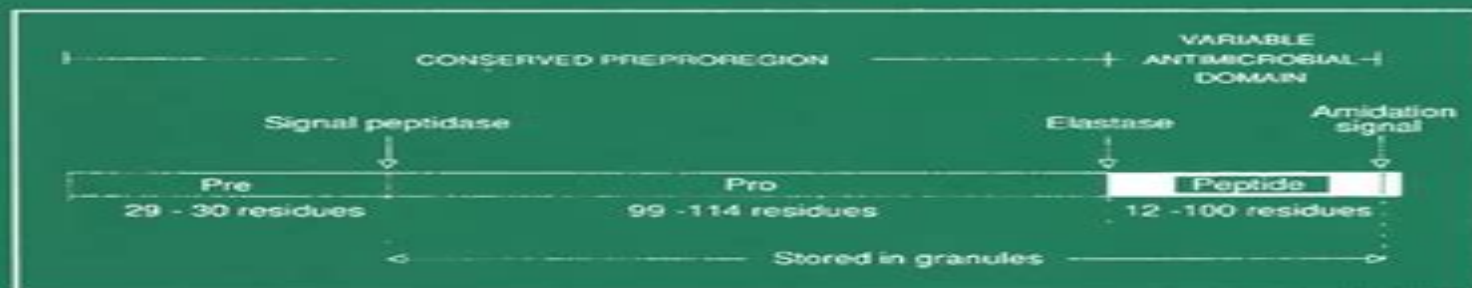 VARIABLE
CONSERVED PREPROREGION ANTIMICROBIAL
DOMAIN
Signal peptidase Elastase Amidation
signal
Pre Pro Peptide
29 - 30 residues 99 -114 residues 12 -100 residues
Stored in granules